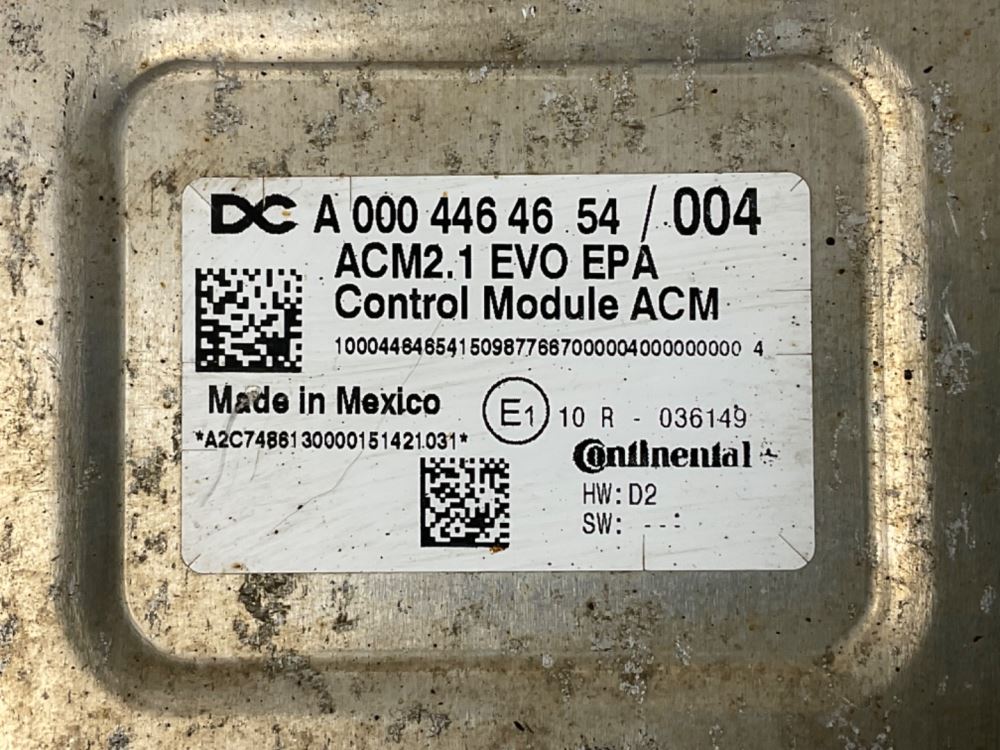 DC A 000 446 46 54 / 004
ACM2.1 EVO EPA
Control Module ACM
100044646541509877667000004000000000 4
Made in Mexico
E1 10 R - 036149
*A2C7486130000151421031*
Continental
HW: D2
SW: ---